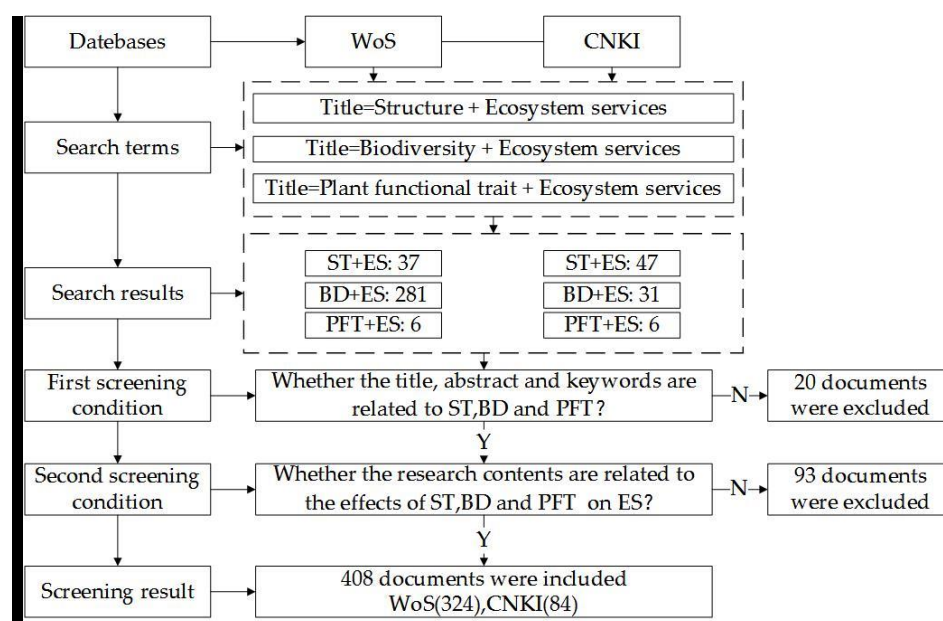 Datebases
WoS
CNKI
Search terms
Title=Structure + Ecosystem services
Title=Biodiversity + Ecosystem services
Title=Plant functional trait + Ecosystem services
Search results
ST+ES: 37
ST+ES: 47
BD+ES: 281
BD+ES: 31
PFT+ES: 6
PFT+ES: 6
First screening
condition
Whether the title, abstract and keywords are
related to ST,BD and PFT?
N
20 documents
were excluded
Y
Second screening
condition
Whether the research contents are related to
the effects of ST,BD and PFT on ES?
N
93 documents
were excluded
Y
Screening result
408 documents were included
WoS(324),CNKI(84)